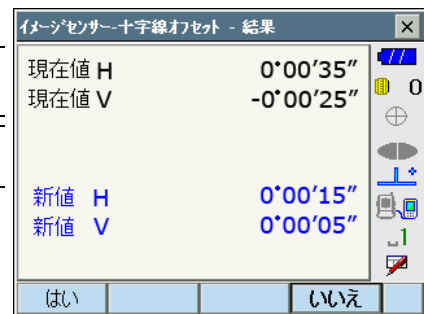 イメージセンサー-十字線オフセット - 結果
現在値 H 0°00'35"
現在値 V -0°00'25"
0
新値 H 0°00'15"
新値 V 0°00'05"
1
はい いいえ